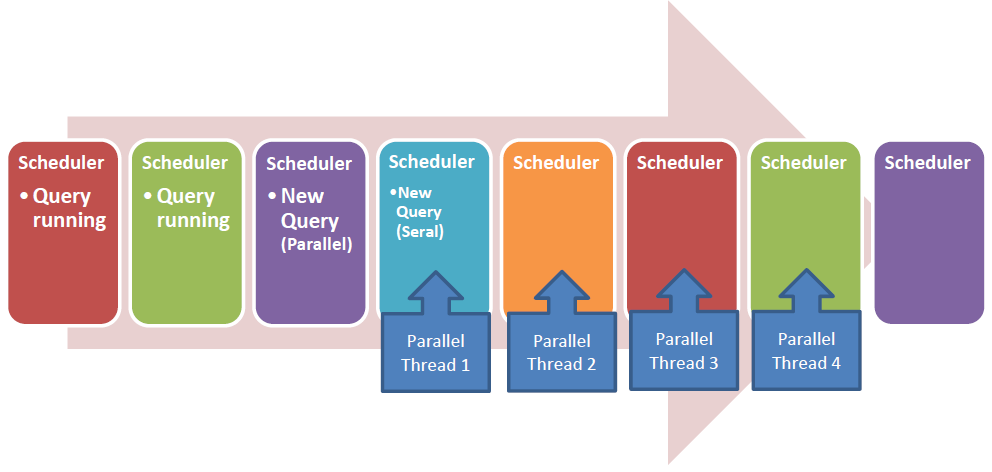 Scheduler
• Query
running
Scheduler
• Query
running
Scheduler
• New
Query
(Parallel)
Scheduler
• New
Query
(Seral)
Scheduler
Scheduler
Scheduler
Scheduler
Parallel
Thread 1
Parallel
Thread 2
Parallel
Thread 3
Parallel
Thread 4